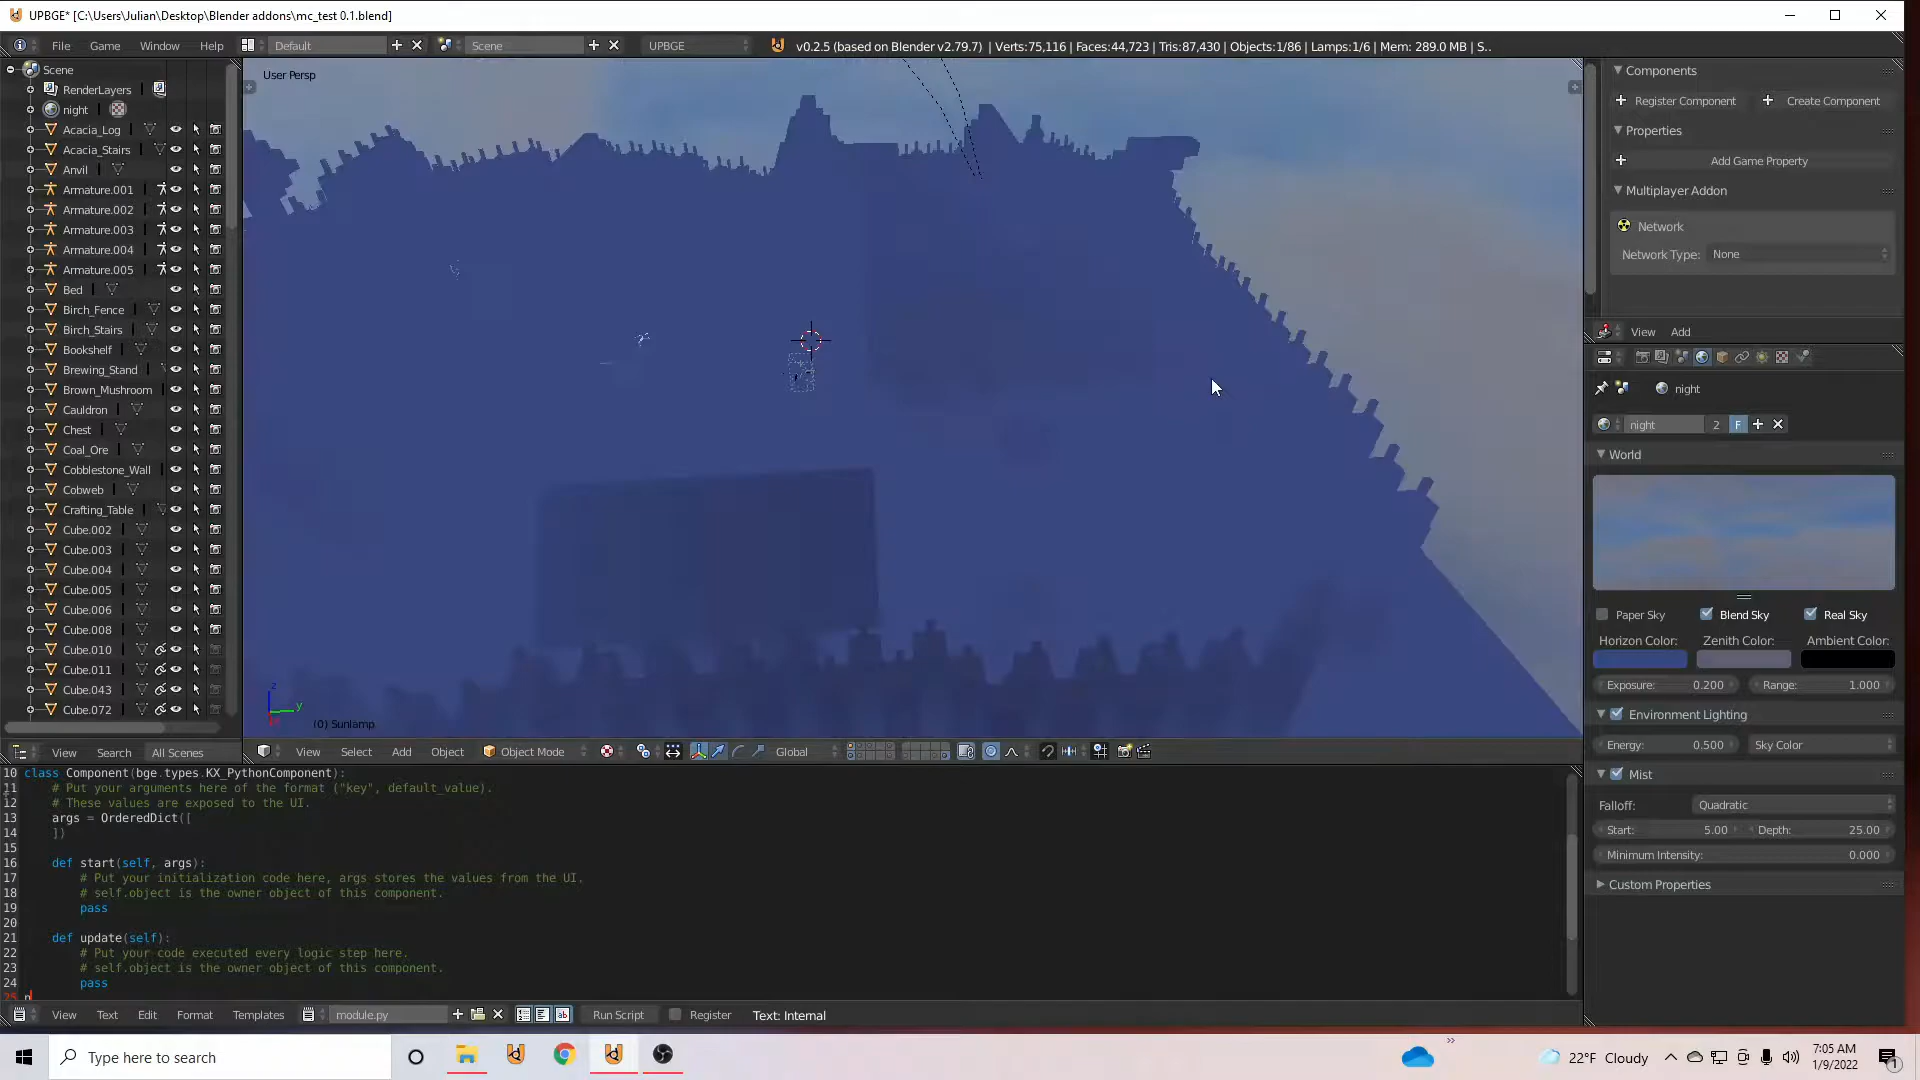 UPBGE* [C:\Users\Julian\Desktop\Blender addons\mc_test 0.1.blend]
File Game Window Help Default Scene UPBGE v0.2.5 (based on Blender v2.79.7) | Verts:75,116 | Faces:44,723 | Tris:87,430 | Objects:1/86 | Lamps:1/6 | Mem: 289.0 MB | S..
Scene
RenderLayers
night
Acacia_Log
Acacia_Stairs
Anvil
Armature.001
Armature.002
Armature.003
Armature.004
Armature.005
Bed
Birch_Fence
Birch_Stairs
Bookshelf
Brewing_Stand
Brown_Mushroom
Cauldron
Chest
Coal_Ore
Cobblestone_Wall
Cobweb
Crafting_Table
Cube.002
Cube.003
Cube.004
Cube.005
Cube.006
Cube.008
Cube.010
Cube.011
Cube.043
Cube.072
View Search All Scenes
User Persp
z
y
(0) Sunlamp
View Select Add Object Object Mode Global
Components
Register Component Create Component
Properties
Add Game Property
Multiplayer Addon
Network
Network Type: None
View Add
night
night 2 F
World
Paper Sky Blend Sky Real Sky
Horizon Color: Zenith Color: Ambient Color:
Exposure: 0.200 Range: 1.000
Environment Lighting
Energy: 0.500 Sky Color
Mist
Falloff: Quadratic
Start: 5.00 Depth: 25.00
Minimum Intensity: 0.000
Custom Properties
10 class Component(bge.types.KX_PythonComponent):
11 # Put your arguments here of the format ("key", default_value).
12 # These values are exposed to the UI.
13 args = OrderedDict([
14 ])
15
16 def start(self, args):
17 # Put your initialization code here, args stores the values from the UI.
18 # self.object is the owner object of this component.
19 pass
20
21 def update(self):
22 # Put your code executed every logic step here.
23 # self.object is the owner object of this component.
24 pass
25
View Text Edit Format Templates module.py Run Script Register Text: Internal
Type here to search
22°F Cloudy
7:05 AM
1/9/2022
1